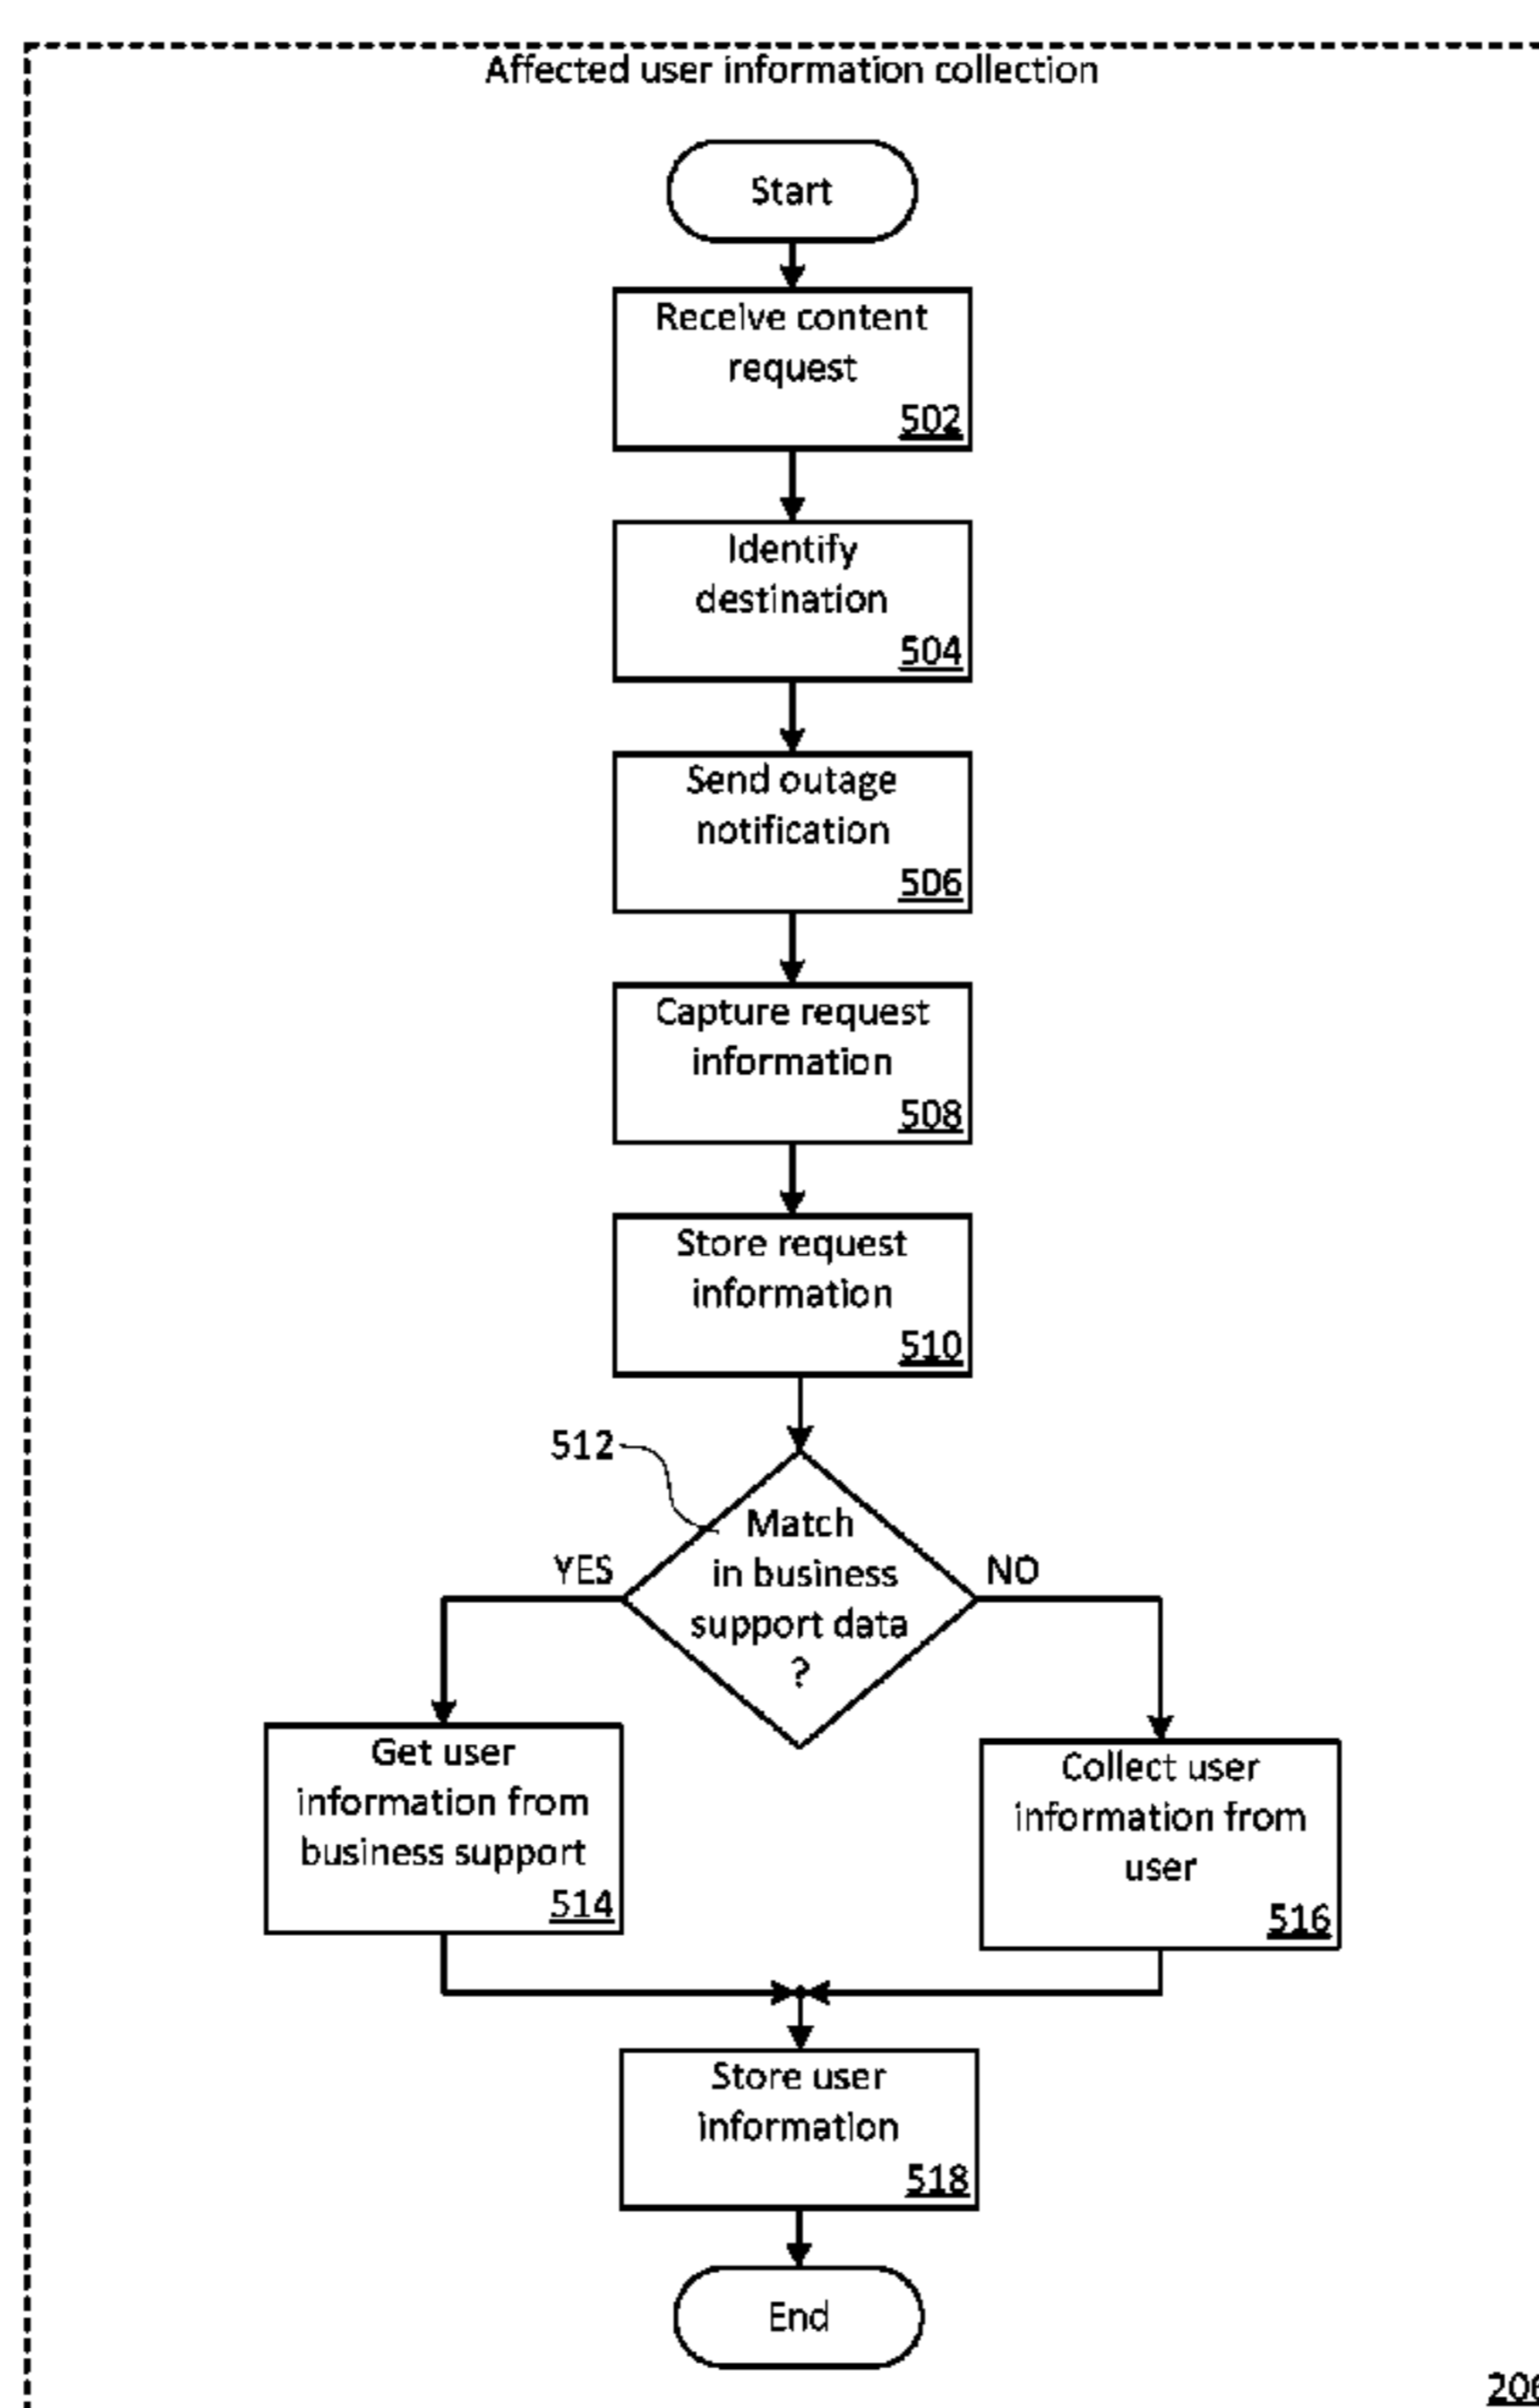 Affected user information collection
Start
Receive content
request
502
Identify
destination
504
Send outage
notification
506
Capture request
information
508
Store request
information
510
512
Match
in business
support data
?
YES
NO
Get user
information from
business support
514
Collect user
information from
user
516
Store user
information
518
End